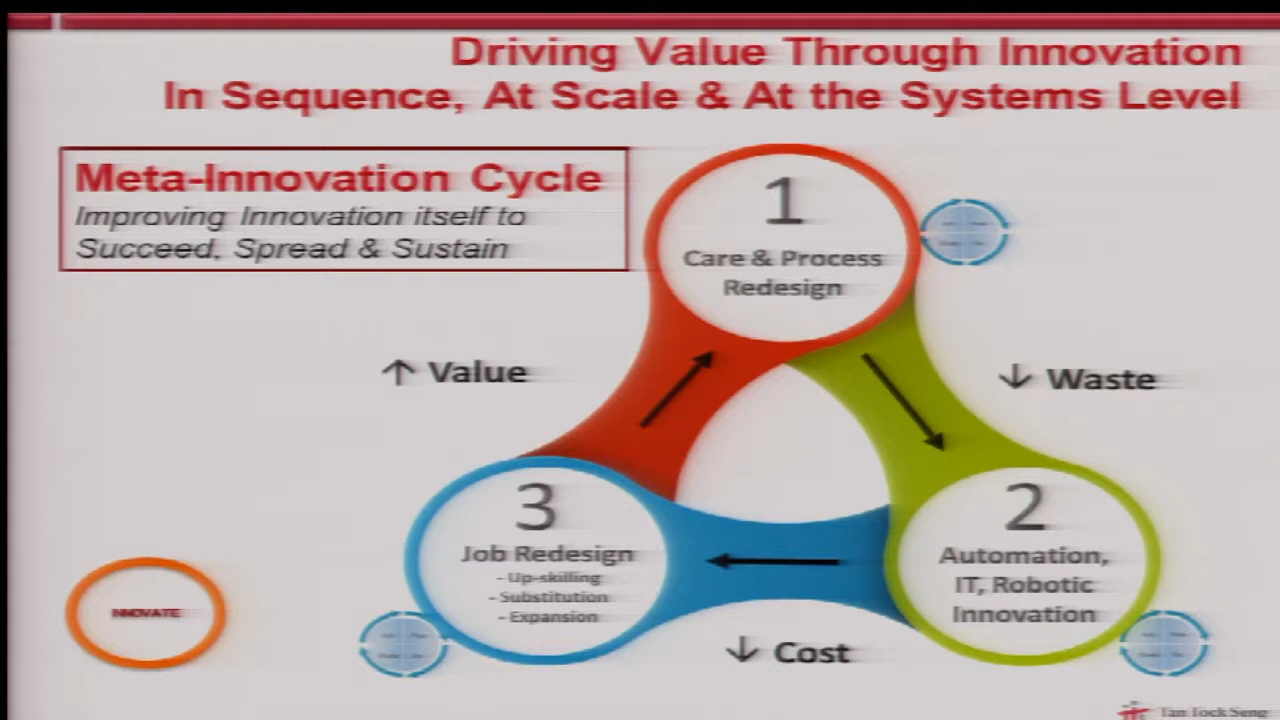 Driving Value Through Innovation
In Sequence, At Scale & At the Systems Level
Meta-Innovation Cycle
Improving Innovation itself to
Succeed, Spread & Sustain
1
Care & Process
Redesign
↑ Value
↓ Waste
3
Job Redesign
- Up-skilling
- Substitution
- Expansion
2
Automation,
IT, Robotic
Innovation
INNOVATE
↓ Cost
Tan Tock Seng